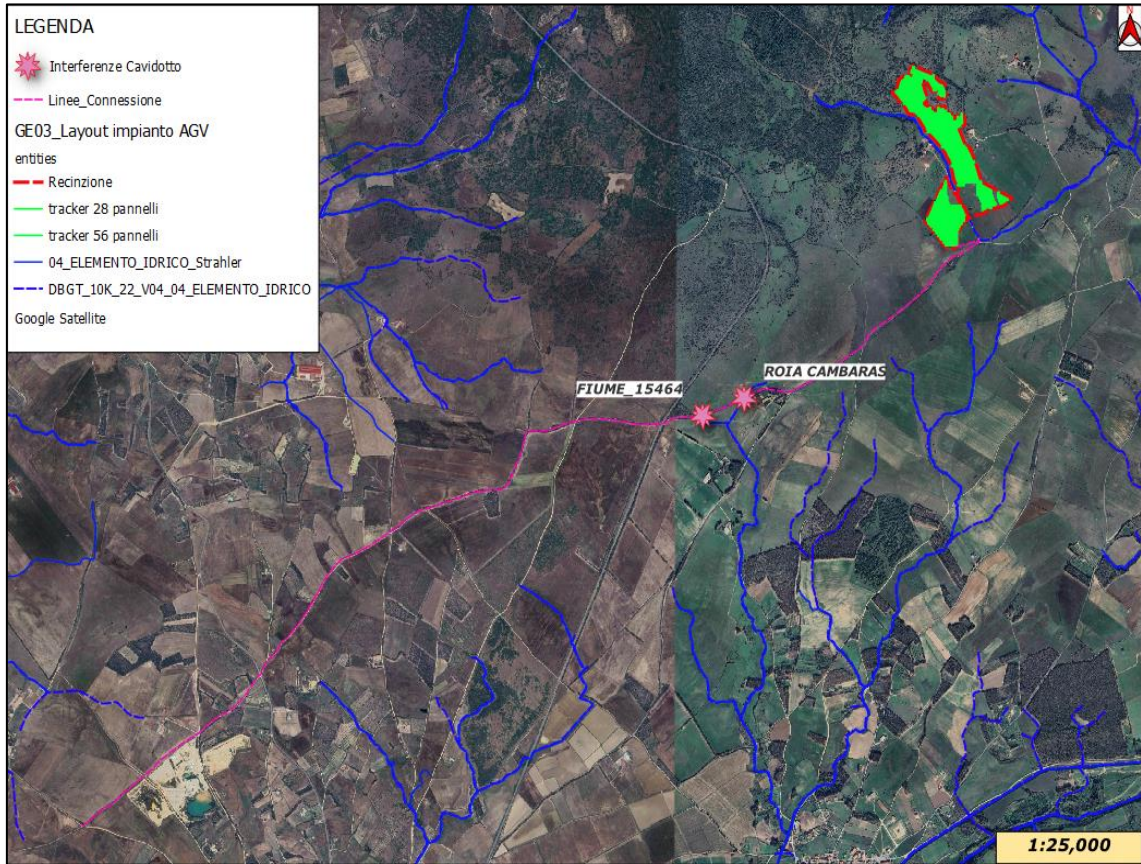 LEGENDA
Interferenze Cavidotto
Linee_Connessione
GE03_Layout impianto AGV
entities
Recinzione
tracker 28 pannelli
tracker 56 pannelli
04_ELEMENTO_IDRICO_Strahler
DBGT_10K_22_V04_04_ELEMENTO_IDRICO
Google Satellite
N
ROIA CAMBARAS
FIUME_15464
1:25,000